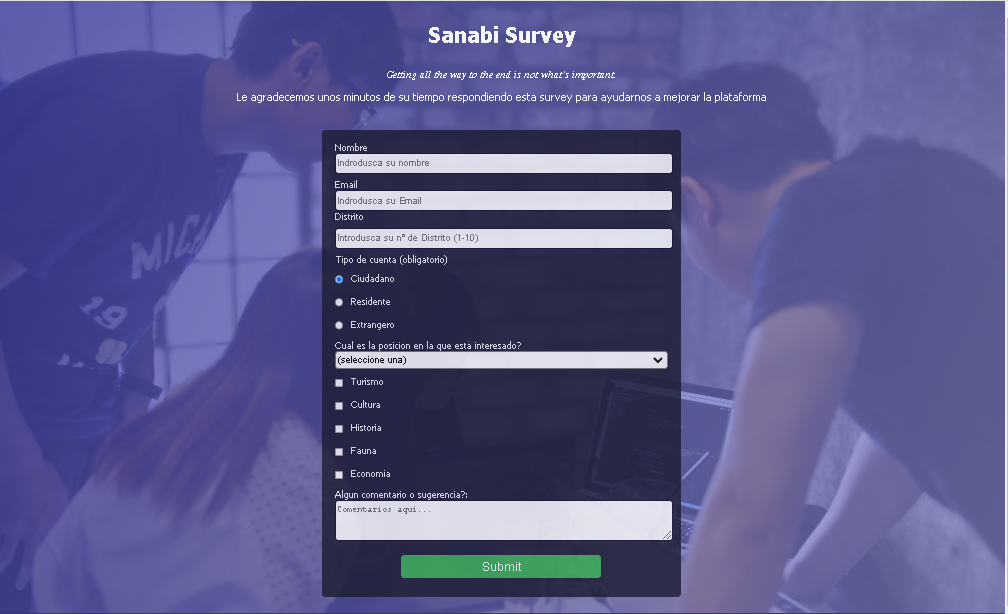 Sanabi Survey
Getting all the way to the end is not what's important.
Le agradecemos unos minutos de su tiempo respondiendo esta survey para ayudarnos a mejorar la plataforma
Nombre
Indrodusca su nombre
Email
Indrodusca su Email
Distrito
Introdusca su nº de Distrito (1-10)
Tipo de cuenta (obligatorio)
Ciudadano
Residente
Extrangero
Cual es la posicion en la que esta interesado?
(seleccione una)
Turismo
Cultura
Historia
Fauna
Economia
Algun comentario o sugerencia?:
Comentarios aqui...
Submit